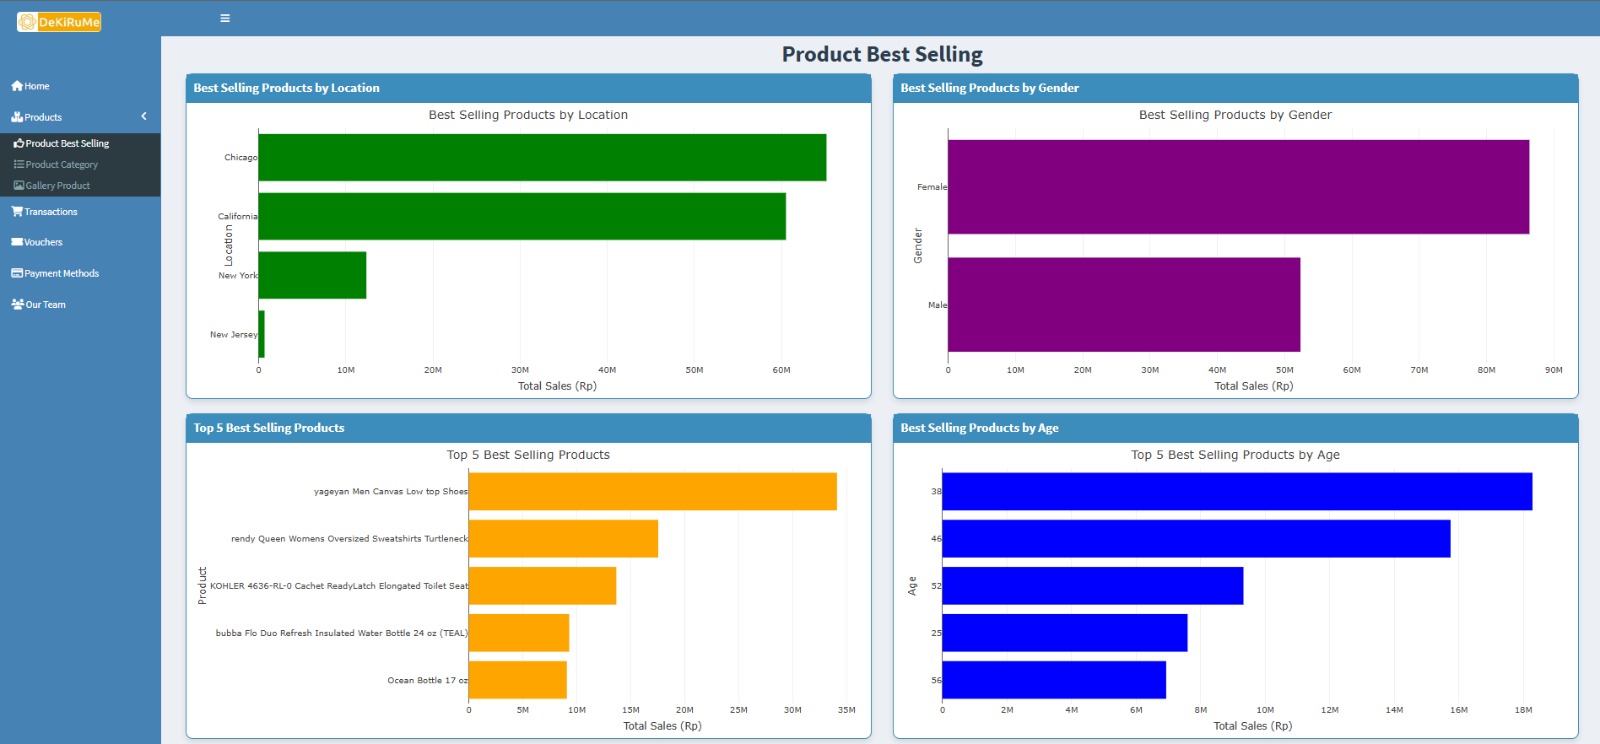 DeKiRuMe
Home
Products
Product Best Selling
Product Category
Gallery Product
Transactions
Vouchers
Payment Methods
Our Team
Product Best Selling
Best Selling Products by Location
Best Selling Products by Location
Location
Chicago
California
New York
New Jersey
0 10M 20M 30M 40M 50M 60M
Total Sales (Rp)
Best Selling Products by Gender
Best Selling Products by Gender
Gender
Female
Male
0 10M 20M 30M 40M 50M 60M 70M 80M 90M
Total Sales (Rp)
Top 5 Best Selling Products
Top 5 Best Selling Products
Product
yageyan Men Canvas Low top Shoes
rendy Queen Womens Oversized Sweatshirts Turtleneck
KOHLER 4636-RL-0 Cachet ReadyLatch Elongated Toilet Seat
bubba Flo Duo Refresh Insulated Water Bottle 24 oz (TEAL)
Ocean Bottle 17 oz
0 5M 10M 15M 20M 25M 30M 35M
Total Sales (Rp)
Best Selling Products by Age
Top 5 Best Selling Products by Age
Age
38
46
52
25
56
0 2M 4M 6M 8M 10M 12M 14M 16M 18M
Total Sales (Rp)